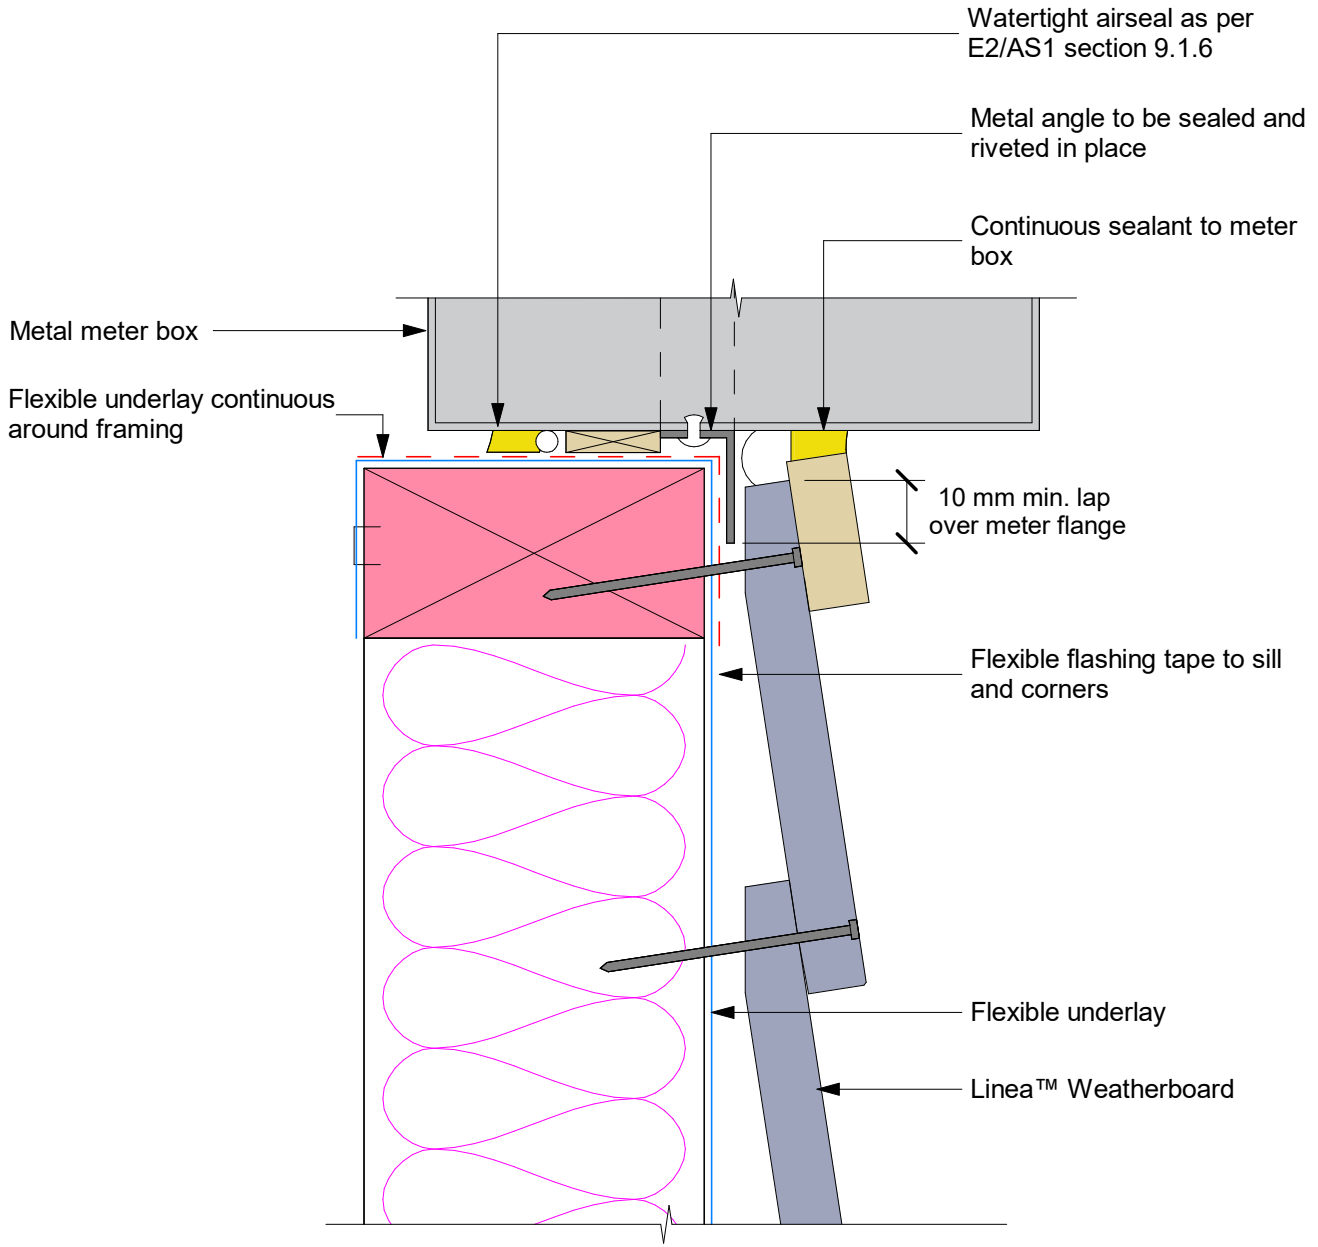 Watertight airseal as per
E2/AS1 section 9.1.6
Metal angle to be sealed and
riveted in place
Continuous sealant to meter
box
Metal meter box
Flexible underlay continuous
around framing
10 mm min. lap
over meter flange
Flexible flashing tape to sill
and corners
Flexible underlay
Linea™ Weatherboard